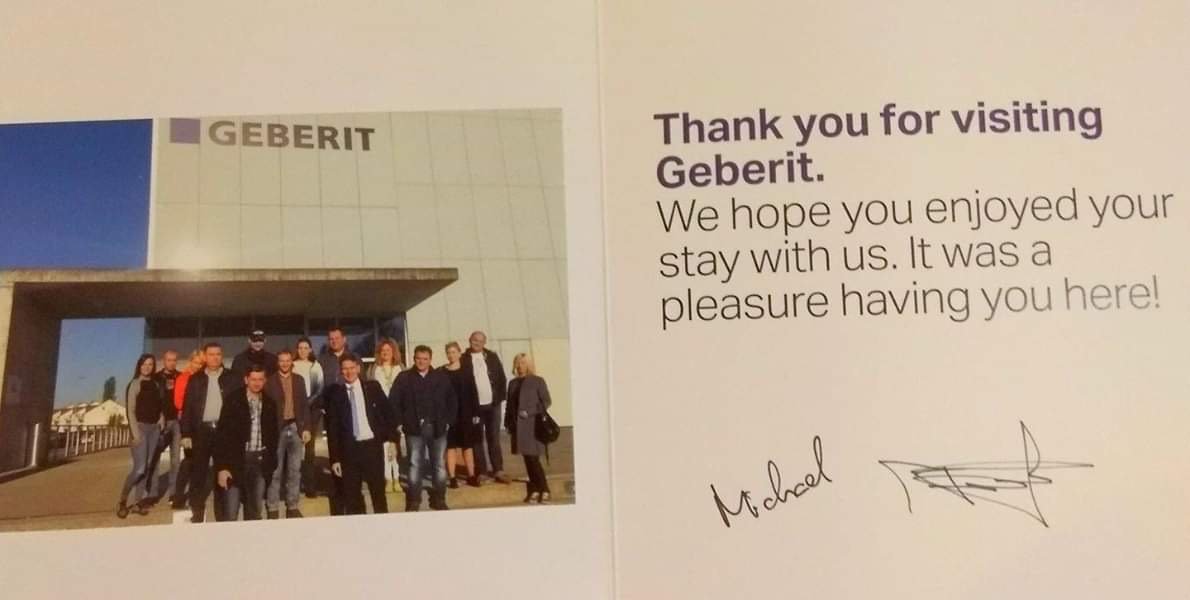 GEBERIT
Thank you for visiting
Geberit.
We hope you enjoyed your
stay with us. It was a
pleasure having you here!
Michael